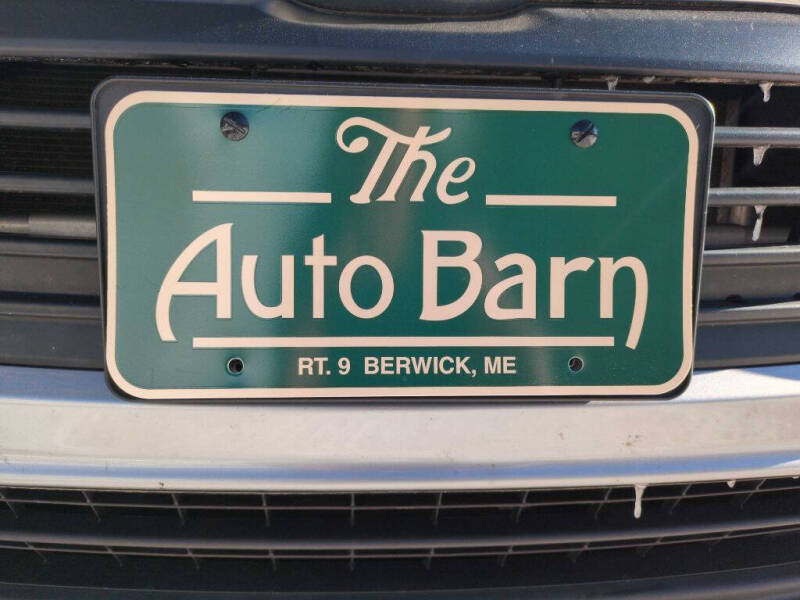 The
Auto Barn
RT. 9 BERWICK, ME